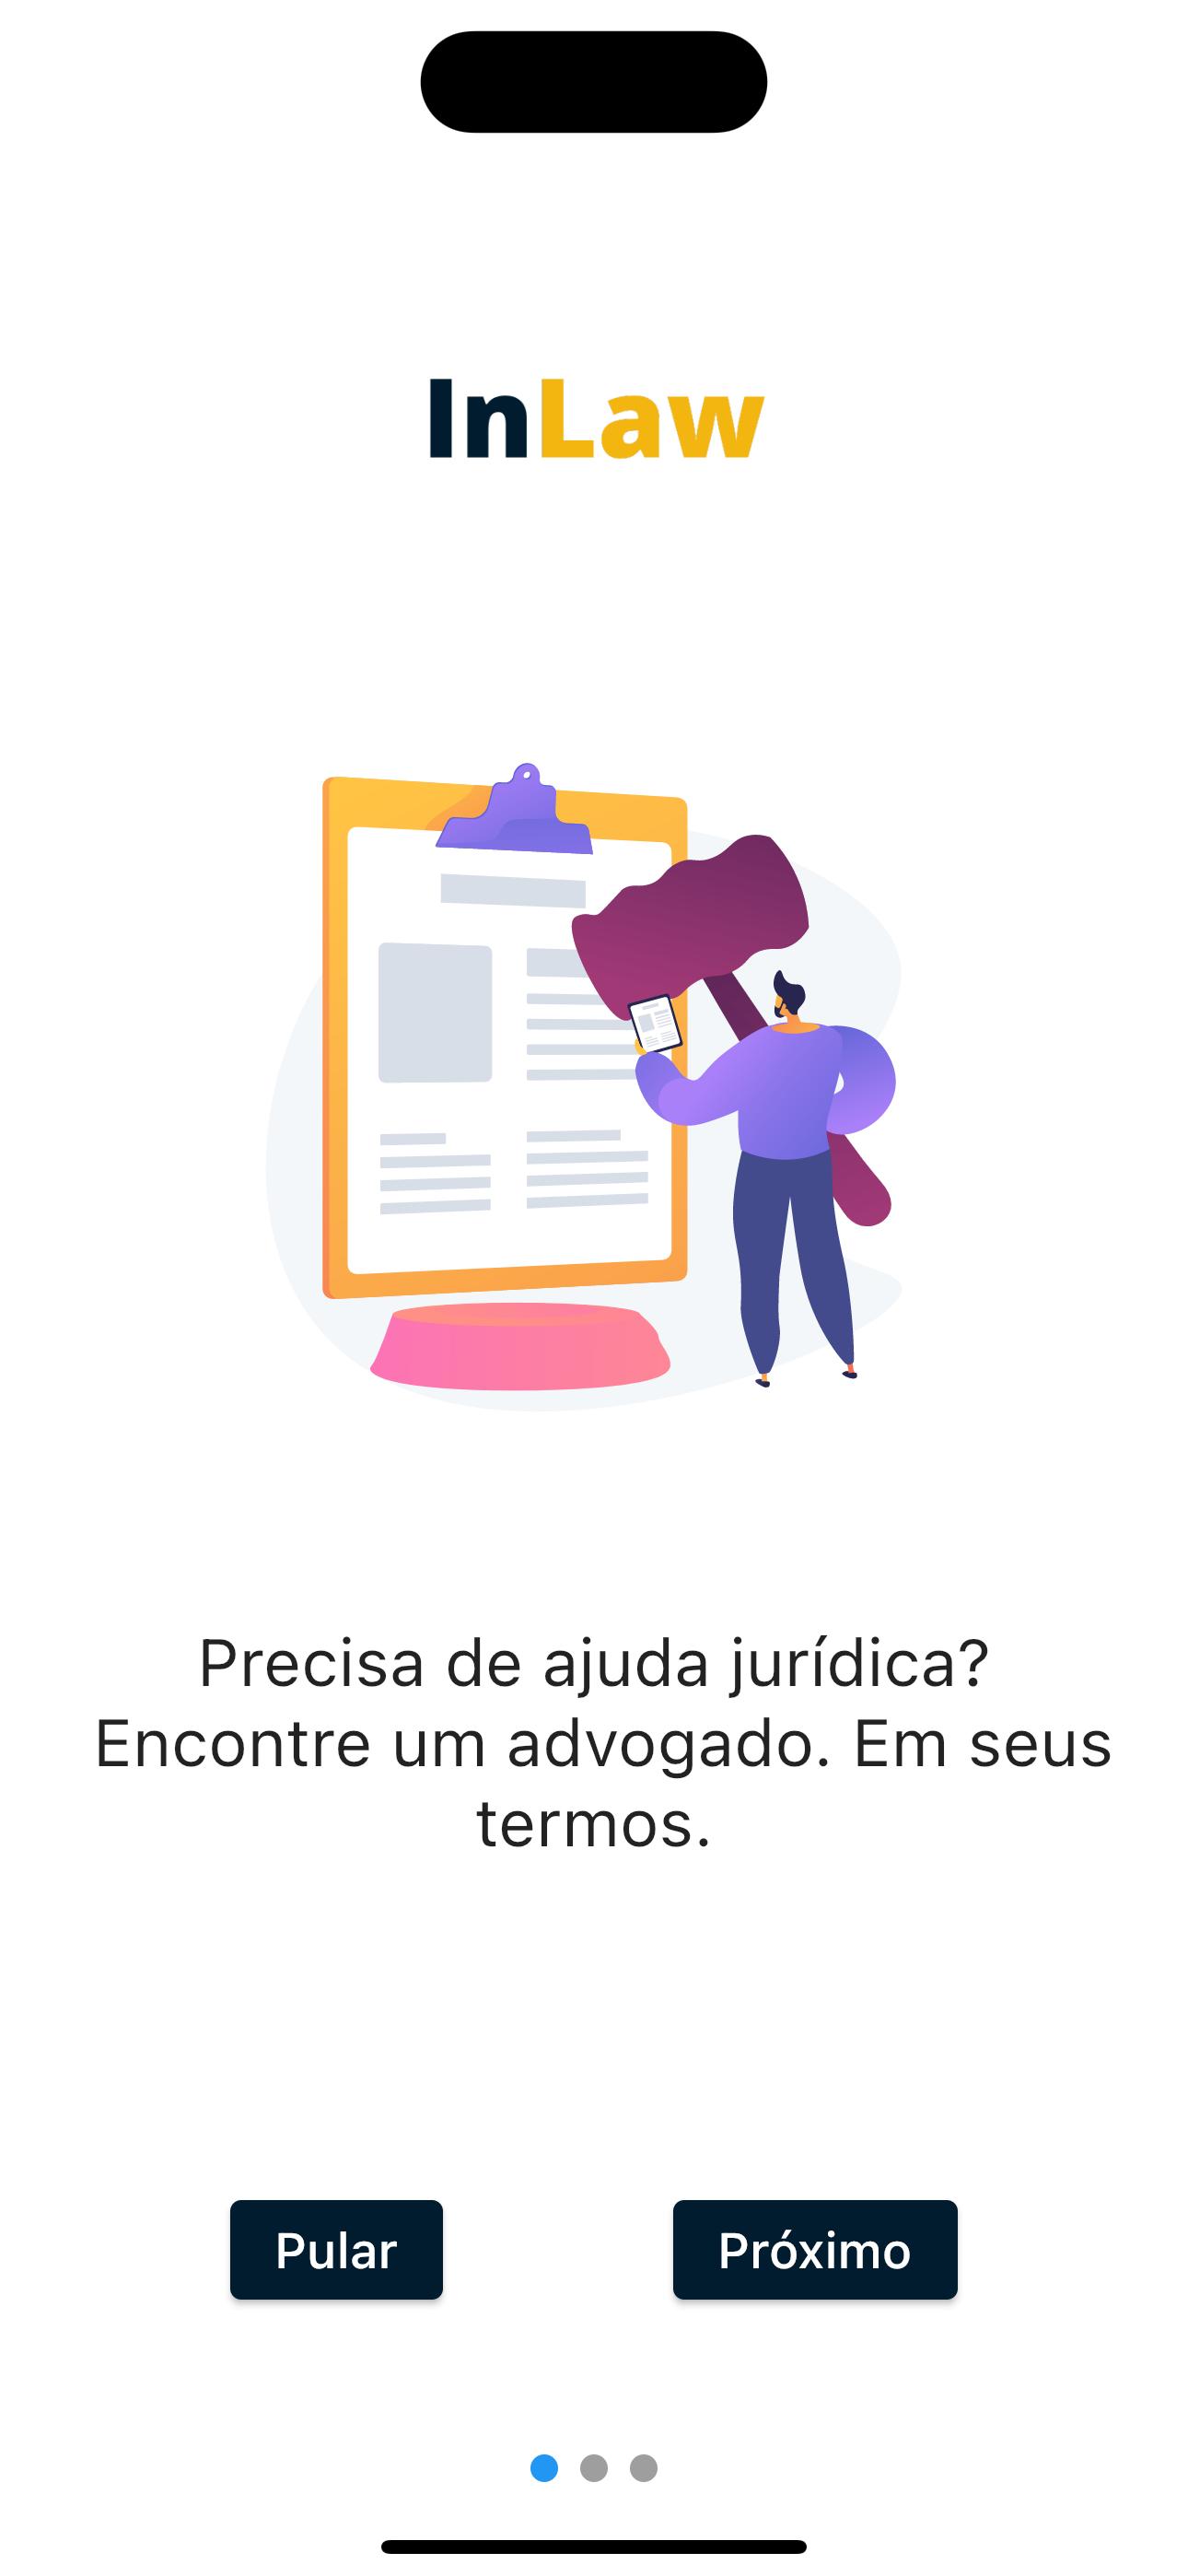 InLaw
Precisa de ajuda jurídica?
Encontre um advogado. Em seus
termos.
Pular
Próximo